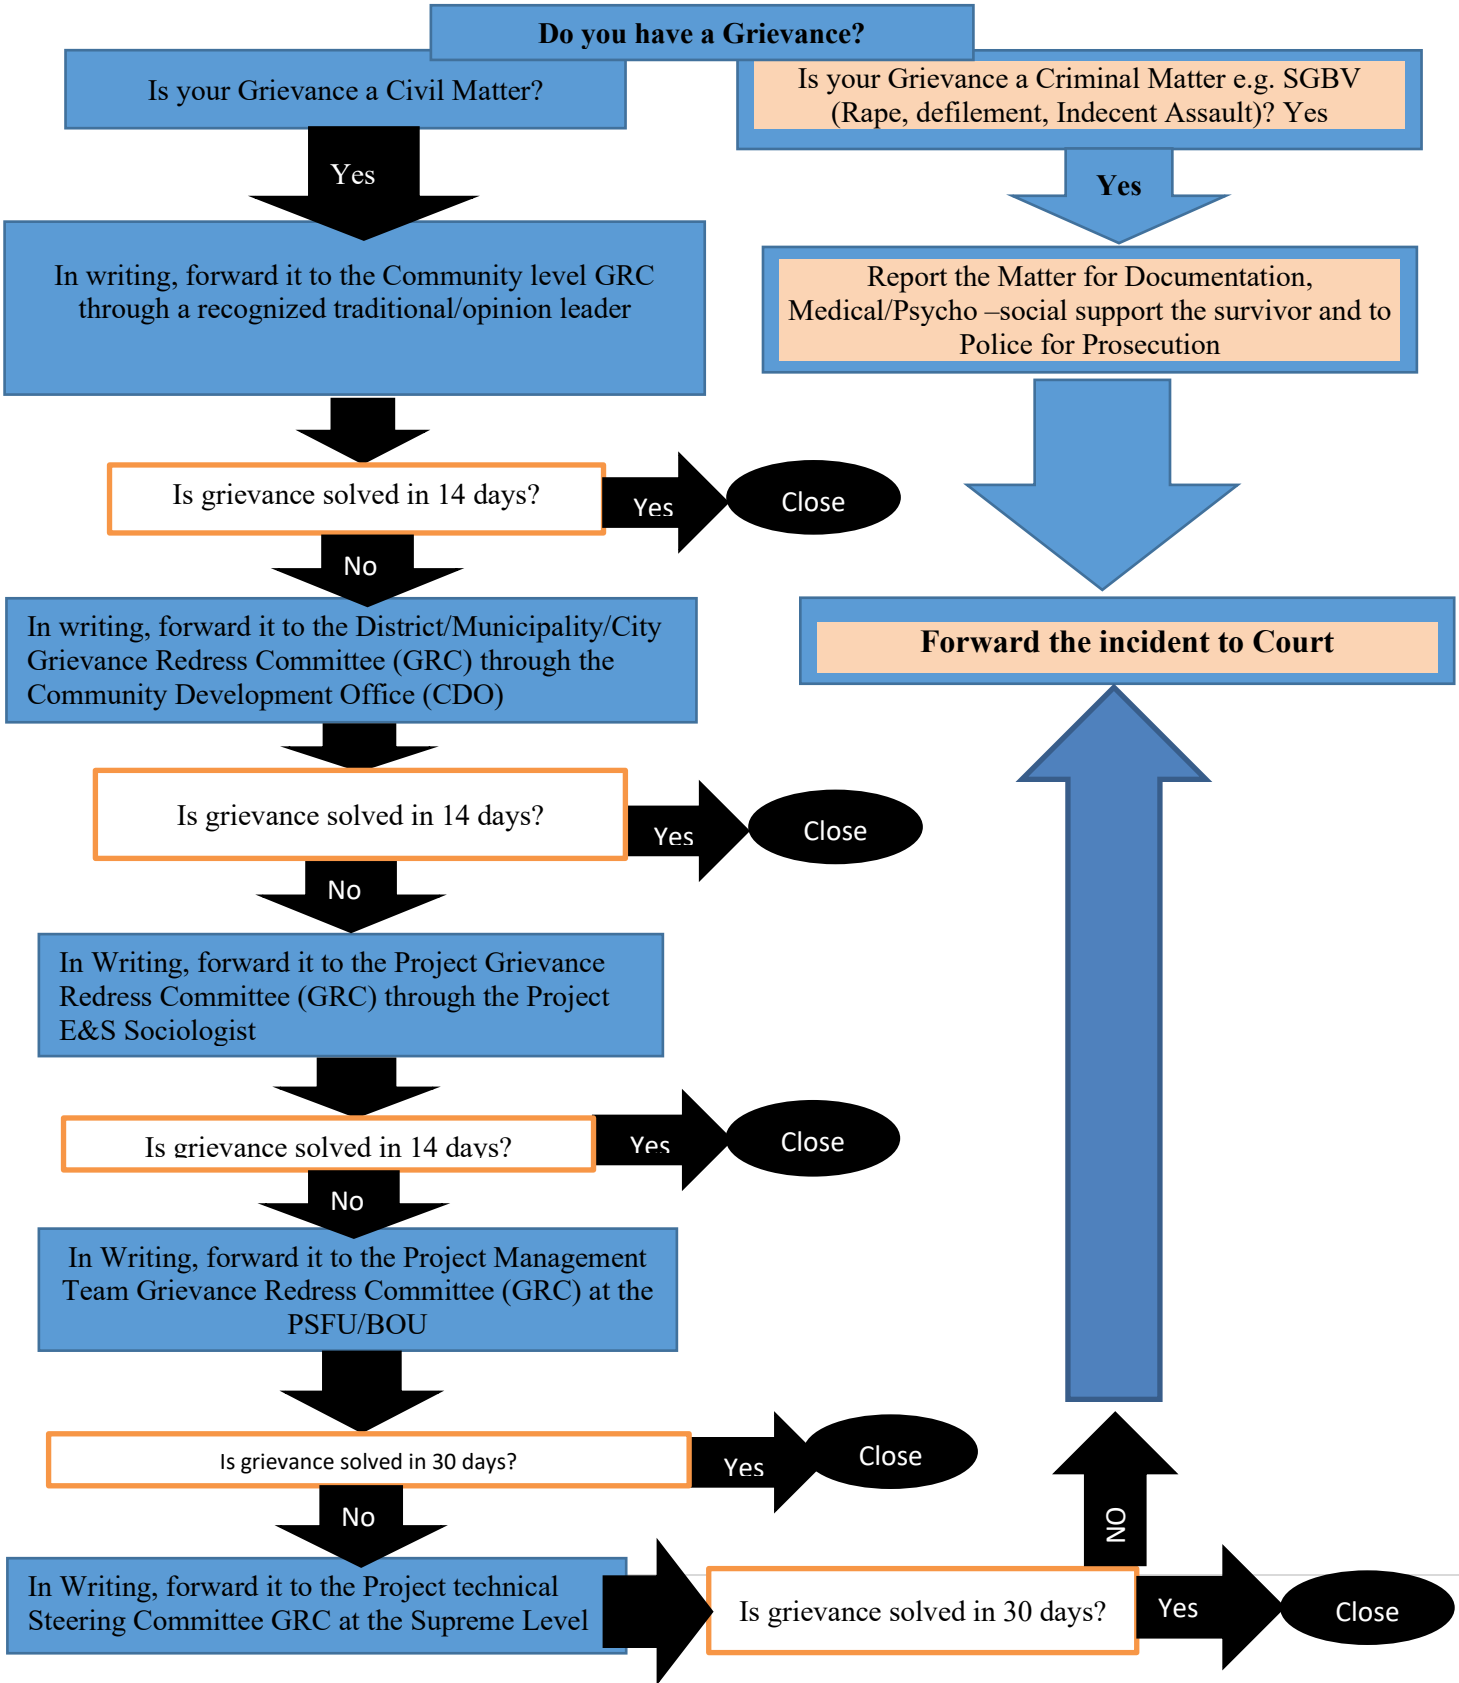 Do you have a Grievance?
Is your Grievance a Civil Matter?
Is your Grievance a Criminal Matter e.g. SGBV
(Rape, defilement, Indecent Assault)? Yes
Yes
Yes
In writing, forward it to the Community level GRC
through a recognized traditional/opinion leader
Report the Matter for Documentation,
Medical/Psycho –social support the survivor and to
Police for Prosecution
Is grievance solved in 14 days?
Yes
Close
No
In writing, forward it to the District/Municipality/City
Grievance Redress Committee (GRC) through the
Community Development Office (CDO)
Forward the incident to Court
Is grievance solved in 14 days?
Yes
Close
No
In Writing, forward it to the Project Grievance
Redress Committee (GRC) through the Project
E&S Sociologist
Is grievance solved in 14 days?
Yes
Close
No
In Writing, forward it to the Project Management
Team Grievance Redress Committee (GRC) at the
PSFU/BOU
Is grievance solved in 30 days?
Yes
Close
No
NO
In Writing, forward it to the Project technical
Steering Committee GRC at the Supreme Level
Is grievance solved in 30 days?
Yes
Close